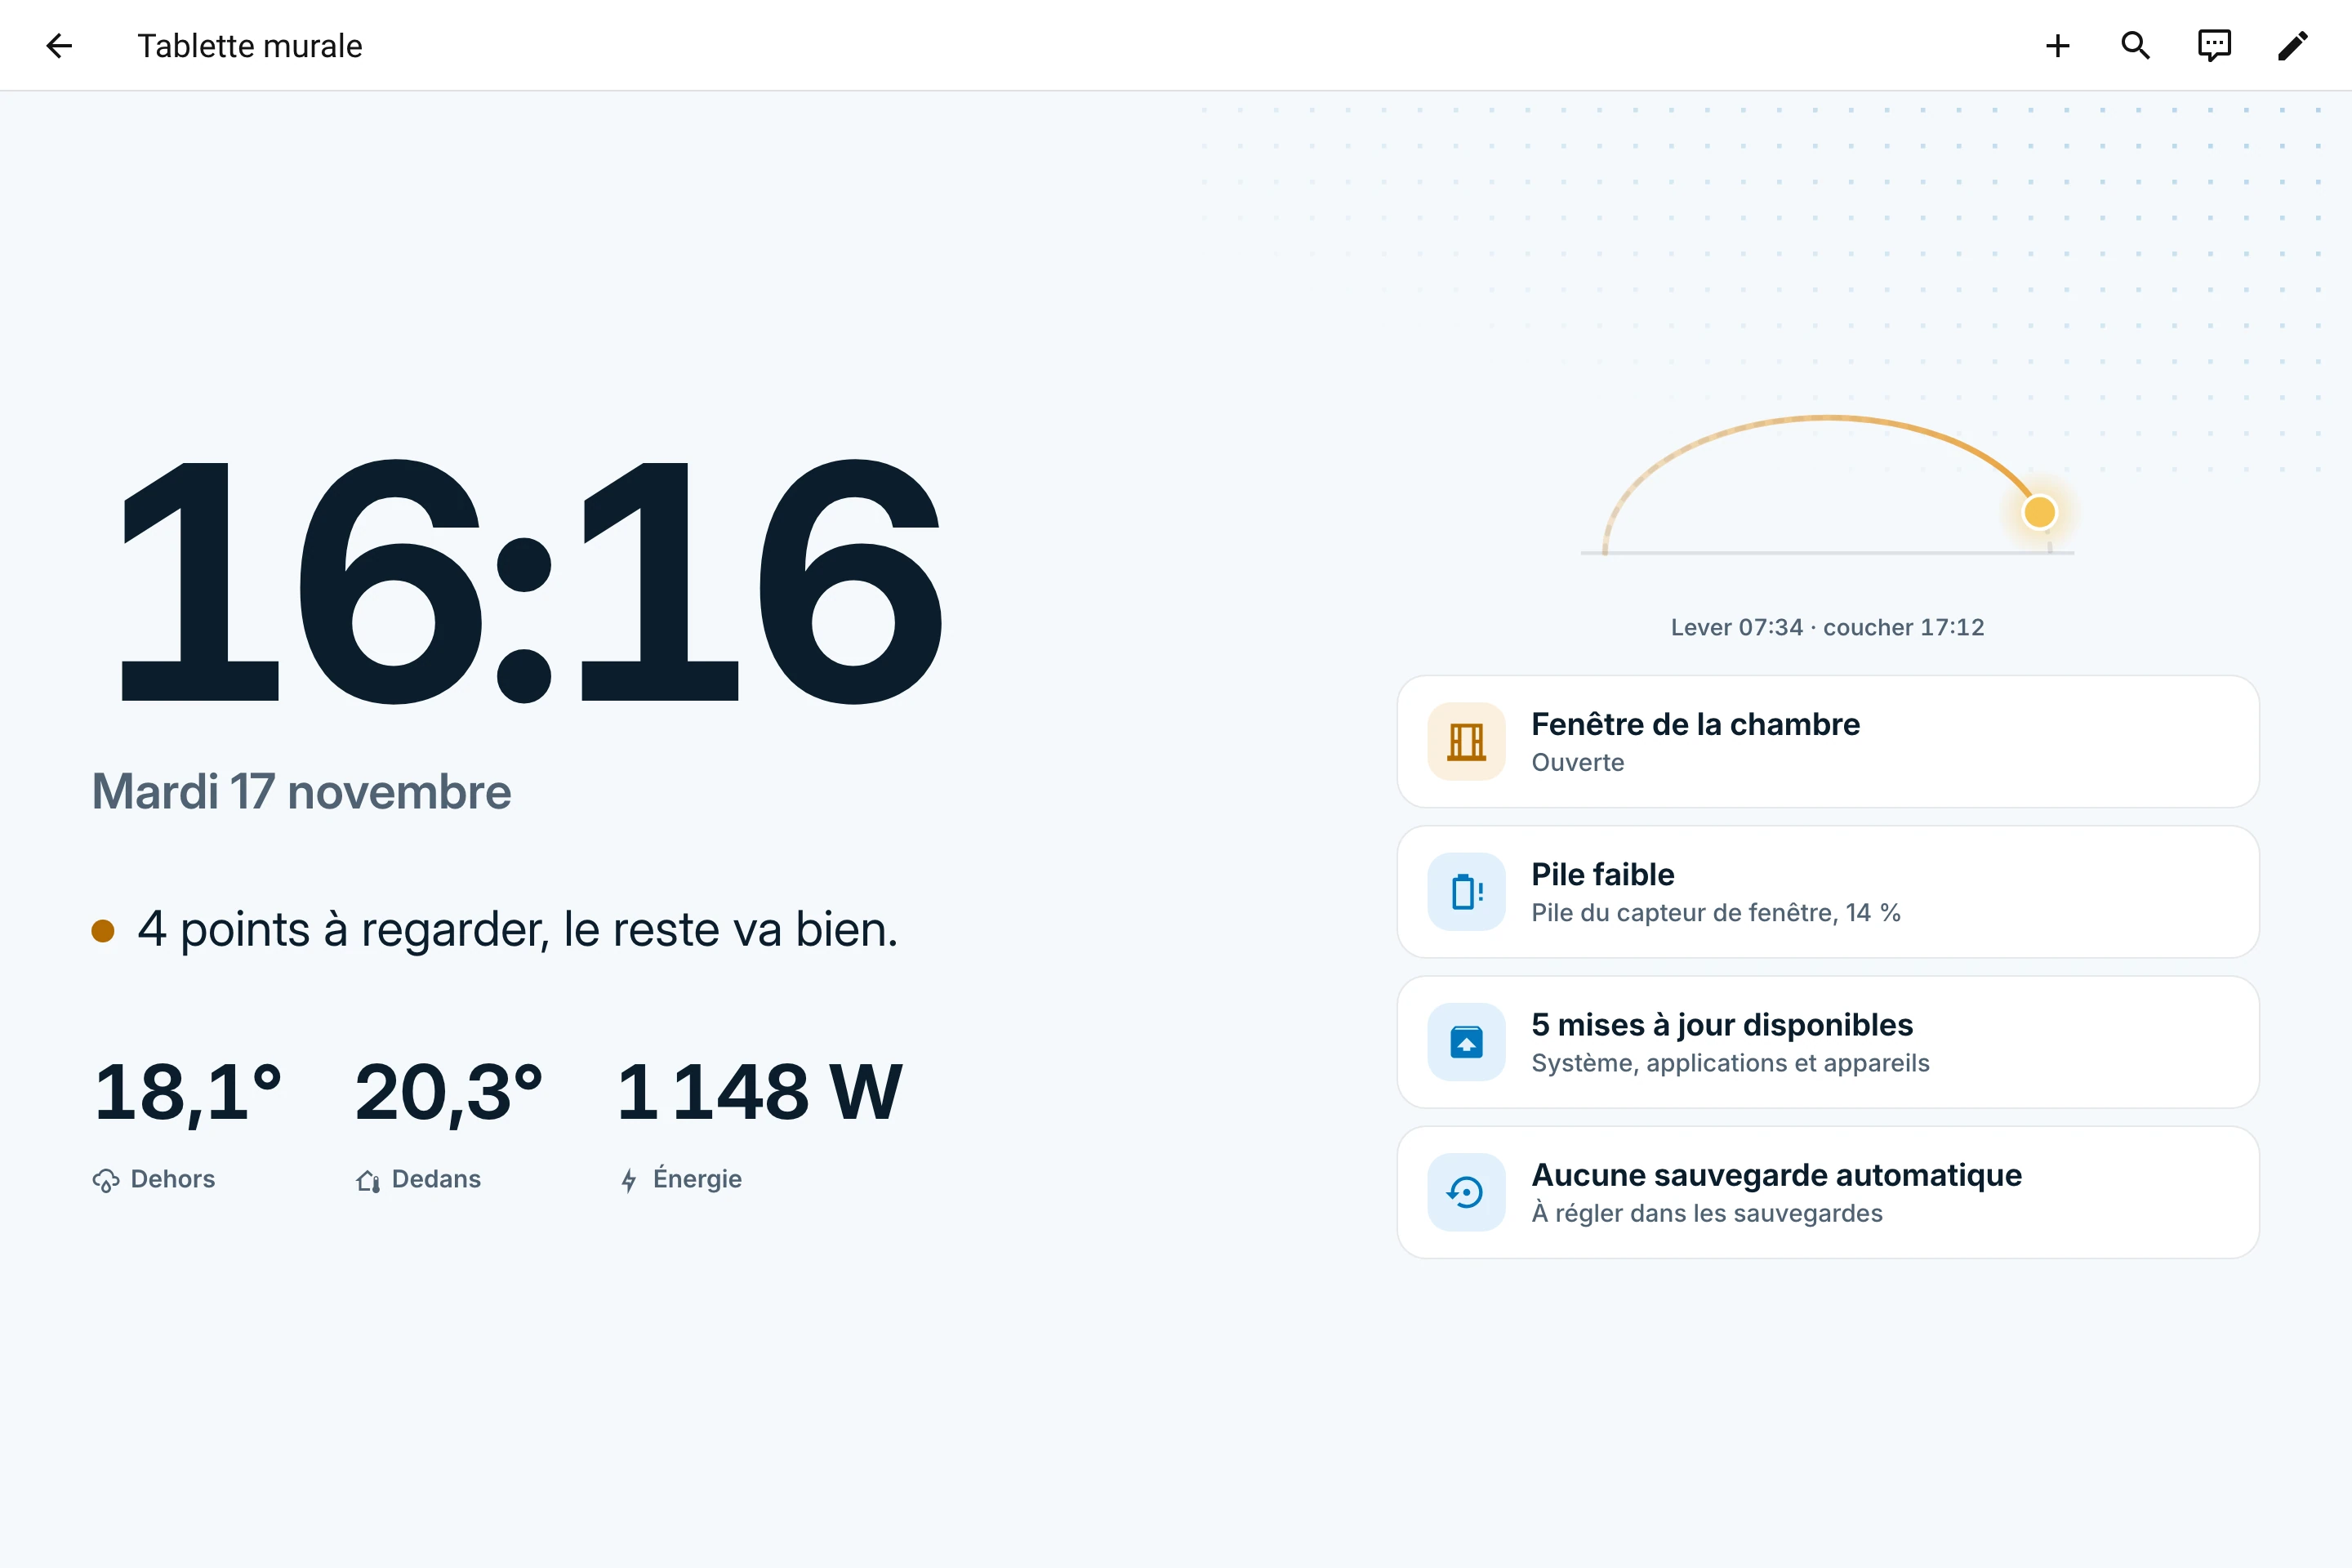 Tablette murale
16:16
Mardi 17 novembre
4 points à regarder, le reste va bien.
18,1°
Dehors
20,3°
Dedans
1 148 W
Énergie
Lever 07:34 · coucher 17:12
Fenêtre de la chambre
Ouverte
Pile faible
Pile du capteur de fenêtre, 14 %
5 mises à jour disponibles
Système, applications et appareils
Aucune sauvegarde automatique
À régler dans les sauvegardes